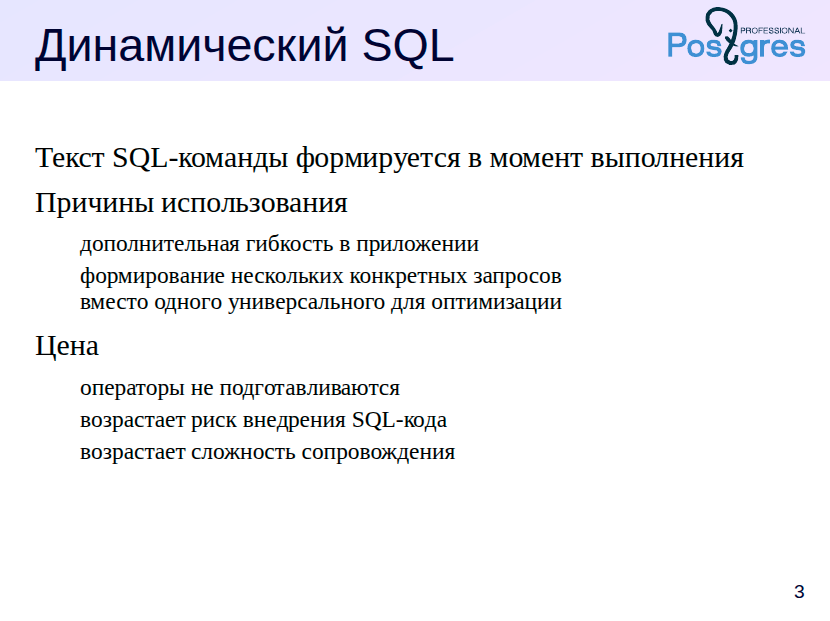 Динамический SQL
PROFESSIONAL
Postgres
Текст SQL-команды формируется в момент выполнения
Причины использования
дополнительная гибкость в приложении
формирование нескольких конкретных запросов
вместо одного универсального для оптимизации
Цена
операторы не подготавливаются
возрастает риск внедрения SQL-кода
возрастает сложность сопровождения
3